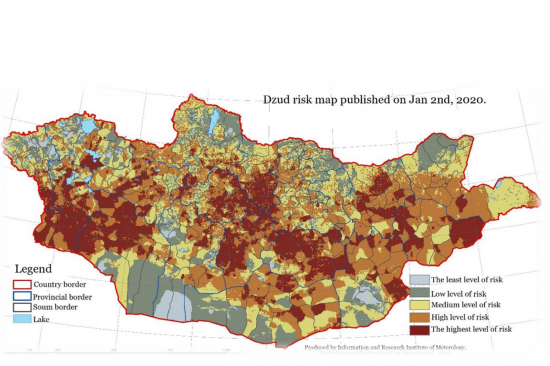 Dzud risk map published on Jan 2nd, 2020.
Legend
Country border
Provincial border
Soum border
Lake
The least level of risk
Low level of risk
Medium level of risk
High level of risk
The highest level of risk
Produced by Information and Research Institute of Meterology.